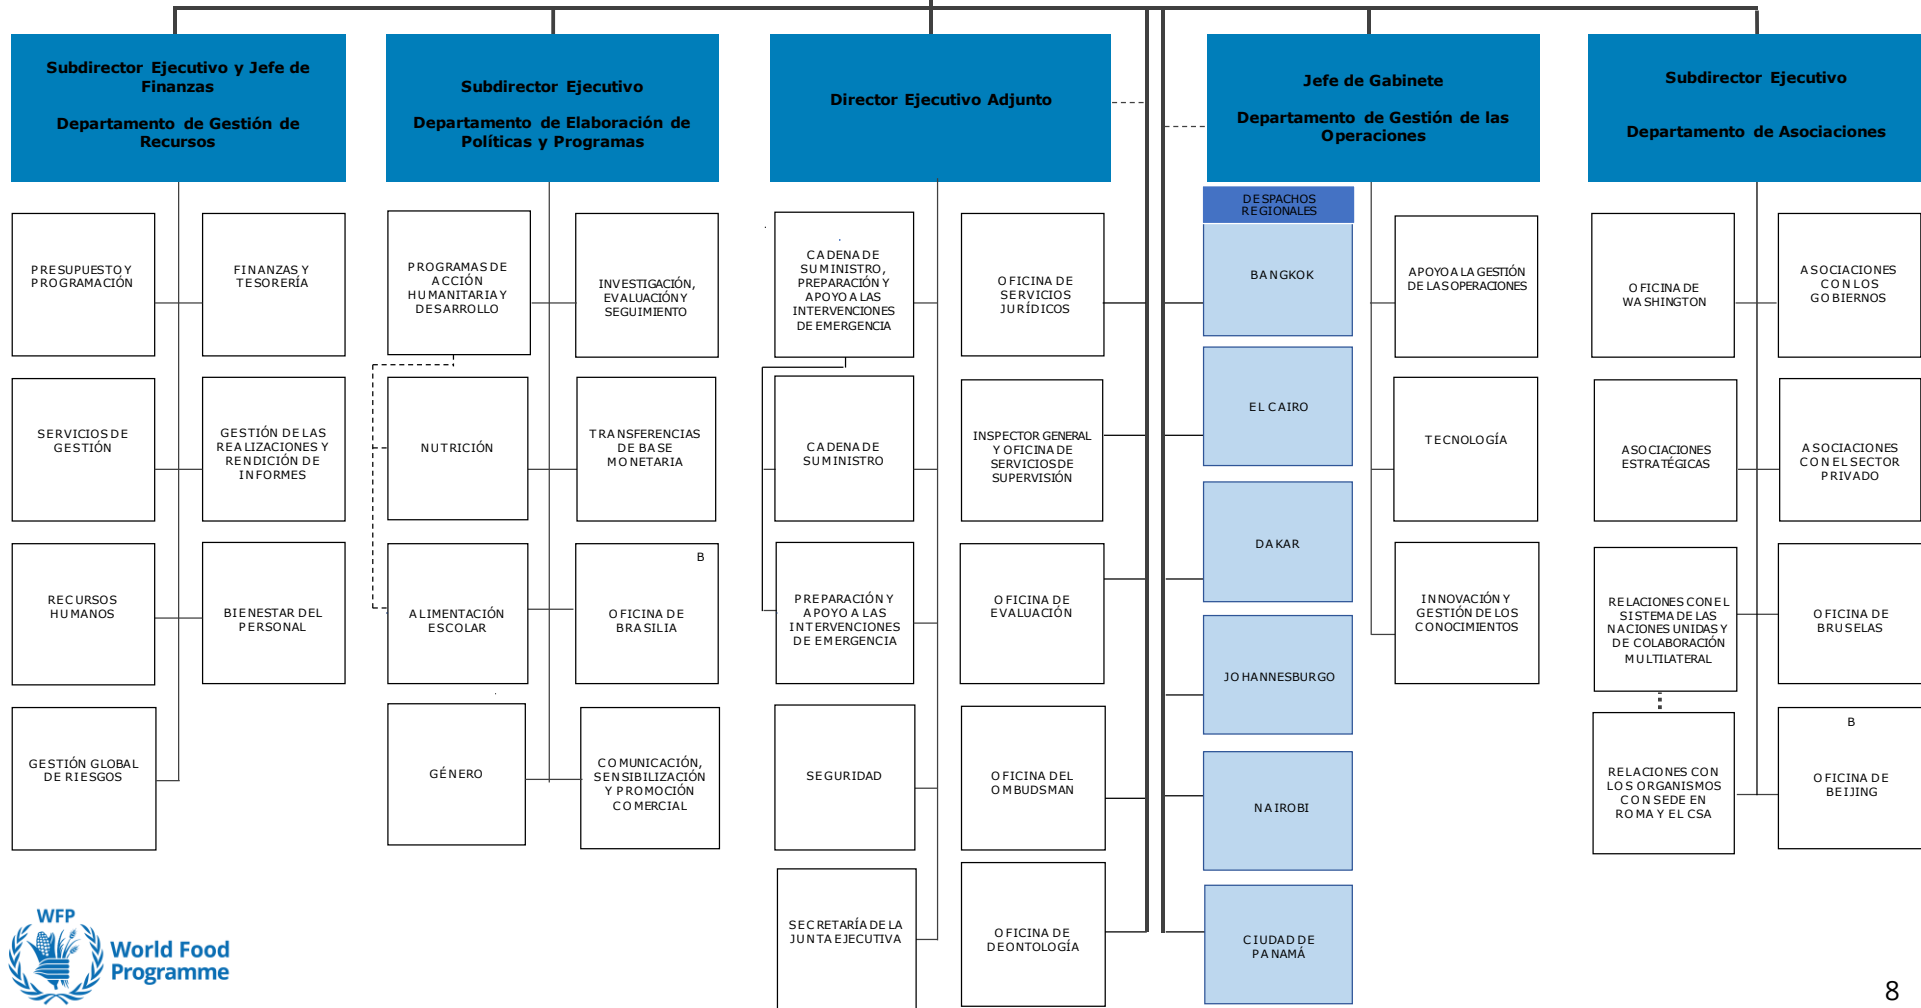 Subdirector Ejecutivo y Jefe de
Finanzas
Departamento de Gestión de
Recursos
Subdirector Ejecutivo
Departamento de Elaboración de
Políticas y Programas
Director Ejecutivo Adjunto
Jefe de Gabinete
Departamento de Gestión de las
Operaciones
Subdirector Ejecutivo
Departamento de Asociaciones
PRESUPUESTO Y
PROGRAMACIÓN
FINANZAS Y
TESORERÍA
SERVICIOS DE
GESTIÓN
GESTIÓN DE LAS
REALIZACIONES Y
RENDICIÓN DE
INFORMES
RECURSOS
HUMANOS
BIENESTAR DEL
PERSONAL
GESTIÓN GLOBAL
DE RIESGOS
PROGRAMAS DE
ACCIÓN
HUMANITARIA Y
DESARROLLO
INVESTIGACIÓN,
EVALUACIÓN Y
SEGUIMIENTO
NUTRICIÓN
TRANSFERENCIAS
DE BASE
MONETARIA
ALIMENTACIÓN
ESCOLAR
B
OFICINA DE
BRASILIA
GÉNERO
COMUNICACIÓN,
SENSIBILIZACIÓN
Y PROMOCIÓN
COMERCIAL
CADENA DE
SUMINISTRO,
PREPARACIÓN Y
APOYO A LAS
INTERVENCIONES
DE EMERGENCIA
OFICINA DE
SERVICIOS
JURÍDICOS
CADENA DE
SUMINISTRO
INSPECTOR GENERAL
Y OFICINA DE
SERVICIOS DE
SUPERVISIÓN
PREPARACIÓN Y
APOYO A LAS
INTERVENCIONES
DE EMERGENCIA
OFICINA DE
EVALUACIÓN
SEGURIDAD
OFICINA DEL
OMBUDSMAN
SECRETARÍA DE LA
JUNTA EJECUTIVA
OFICINA DE
DEONTOLOGÍA
DESPACHOS
REGIONALES
BANGKOK
EL CAIRO
DAKAR
JOHANNESBURGO
NAIROBI
CIUDAD DE
PANAMÁ
APOYO A LA GESTIÓN
DE LAS OPERACIONES
TECNOLOGÍA
INNOVACIÓN Y
GESTIÓN DE LOS
CONOCIMIENTOS
OFICINA DE
WASHINGTON
ASOCIACIONES
CON LOS
GOBIERNOS
ASOCIACIONES
ESTRATÉGICAS
ASOCIACIONES
CON EL SECTOR
PRIVADO
RELACIONES CON EL
SISTEMA DE LAS
NACIONES UNIDAS Y
DE COLABORACIÓN
MULTILATERAL
OFICINA DE
BRUSELAS
RELACIONES CON
LOS ORGANISMOS
CON SEDE EN
ROMA Y EL CSA
B
OFICINA DE
BEIJING
WFP
World Food
Programme
8